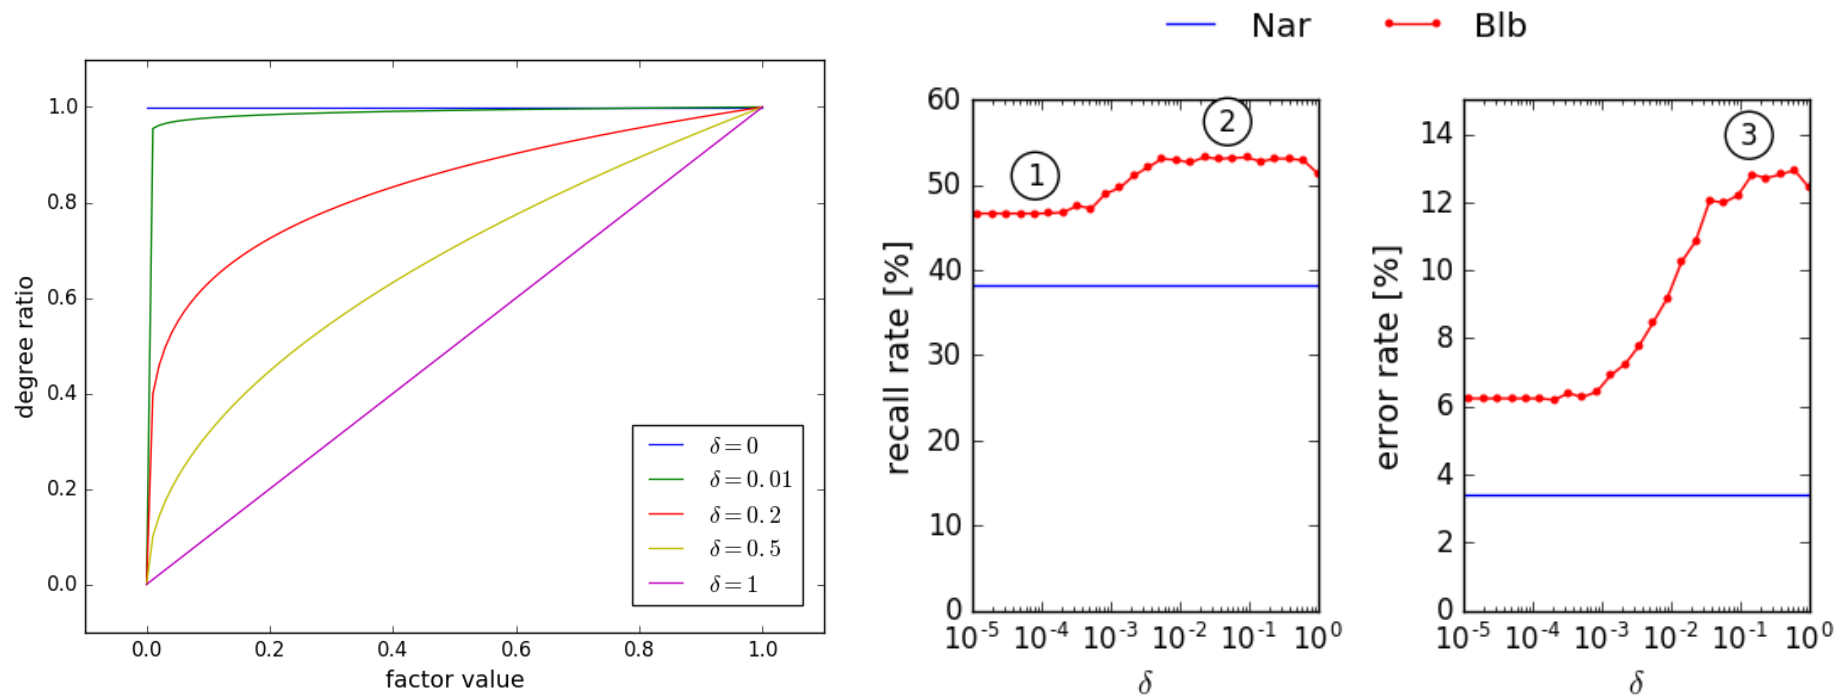 1.0
0.8
0.6
0.4
0.2
0.0
degree ratio
0.0 0.2 0.4 0.6 0.8 1.0
factor value
δ = 0
δ = 0.01
δ = 0.2
δ = 0.5
δ = 1
Nar Blb
60
50
40
30
20
10
0
recall rate [%]
1
2
10⁻⁵ 10⁻⁴ 10⁻³ 10⁻² 10⁻¹ 10⁰
δ
14
12
10
8
6
4
2
0
error rate [%]
3
10⁻⁵ 10⁻⁴ 10⁻³ 10⁻² 10⁻¹ 10⁰
δ